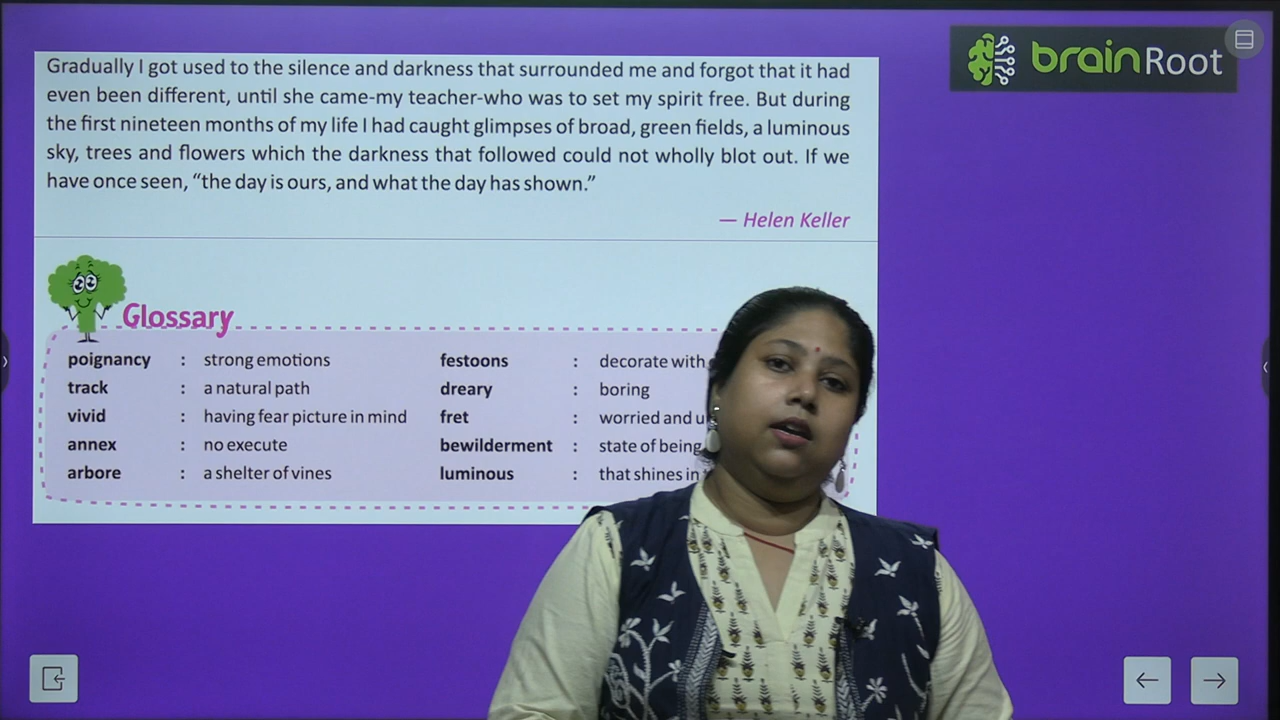 brainRoot
Gradually I got used to the silence and darkness that surrounded me and forgot that it had
even been different, until she came-my teacher-who was to set my spirit free. But during
the first nineteen months of my life I had caught glimpses of broad, green fields, a luminous
sky, trees and flowers which the darkness that followed could not wholly blot out. If we
have once seen, “the day is ours, and what the day has shown.”
— Helen Keller
Glossary
poignancy : strong emotions festoons : decorate with
track : a natural path dreary : boring
vivid : having fear picture in mind fret : worried and
annex : no execute bewilderment : state of being
arbore : a shelter of vines luminous : that shines in